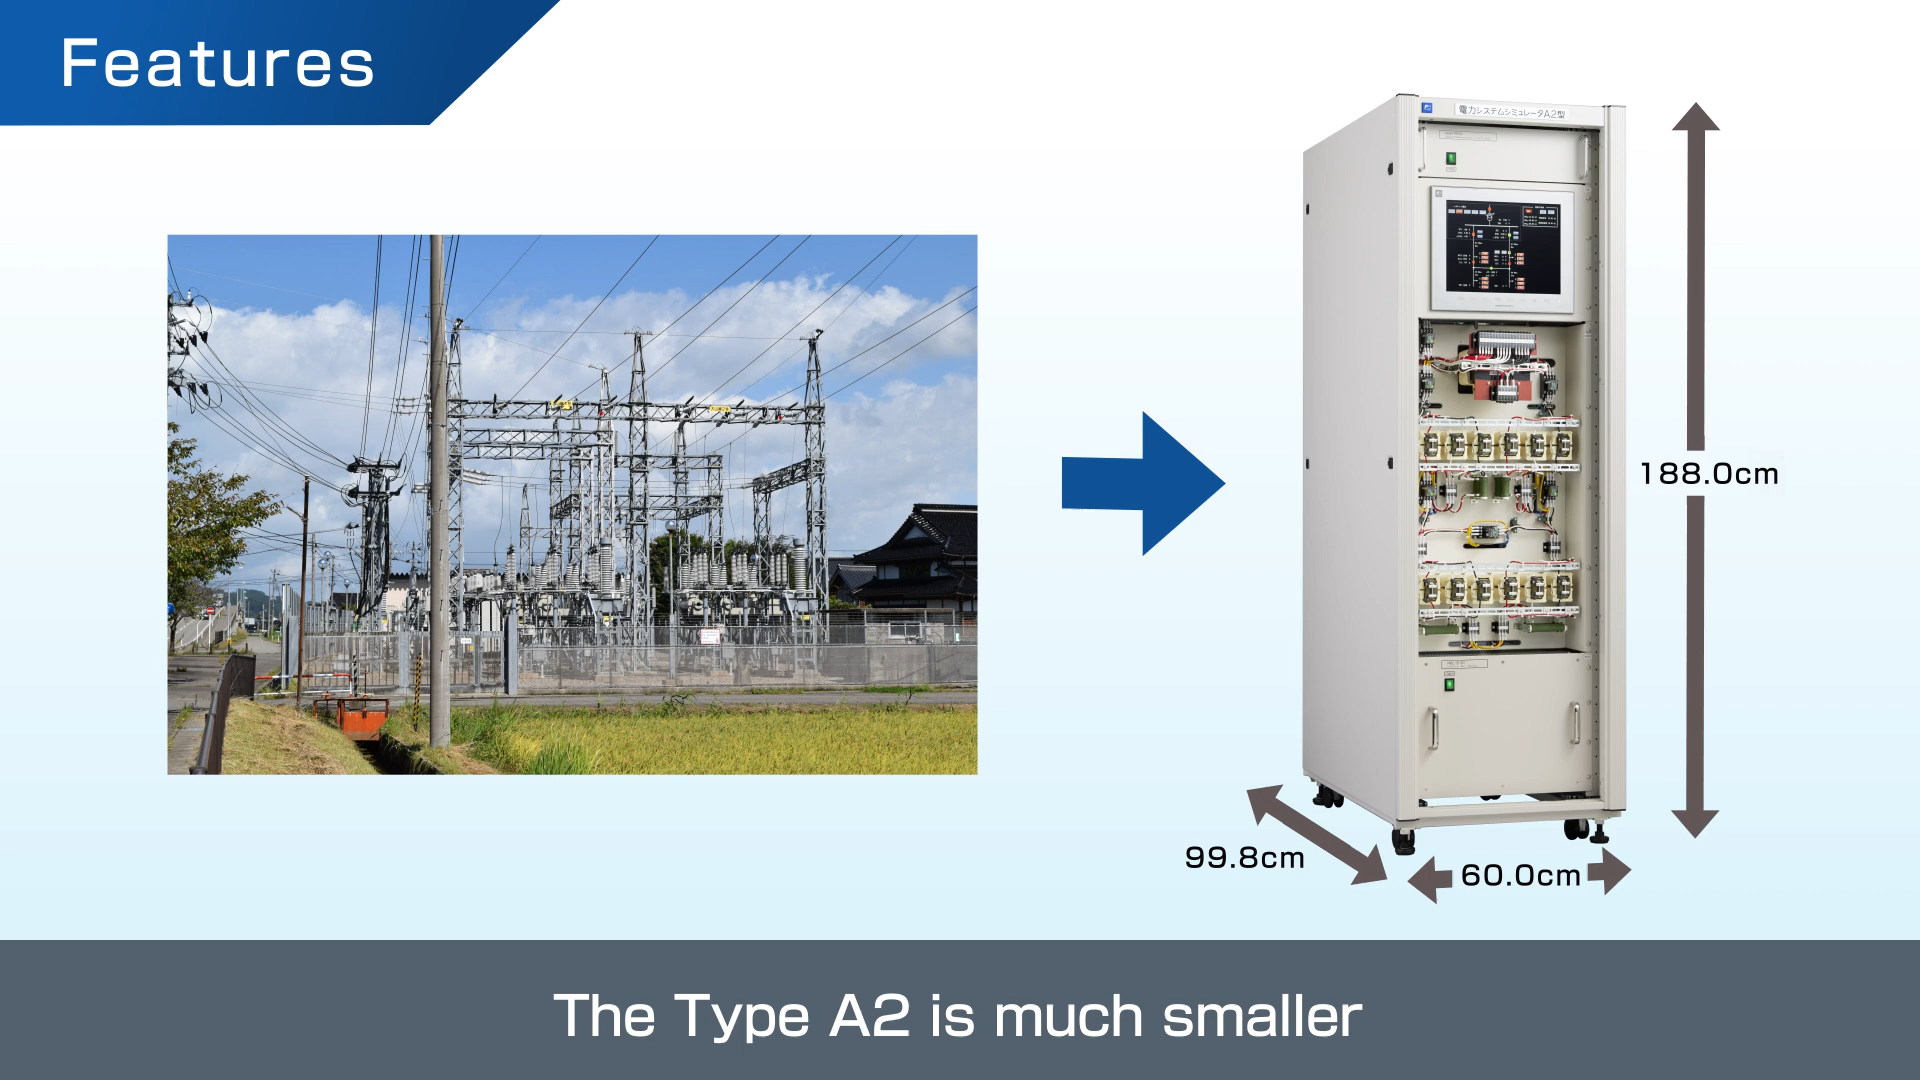 Features
電力システムシミュレータA2型
188.0cm
99.8cm
60.0cm
The Type A2 is much smaller